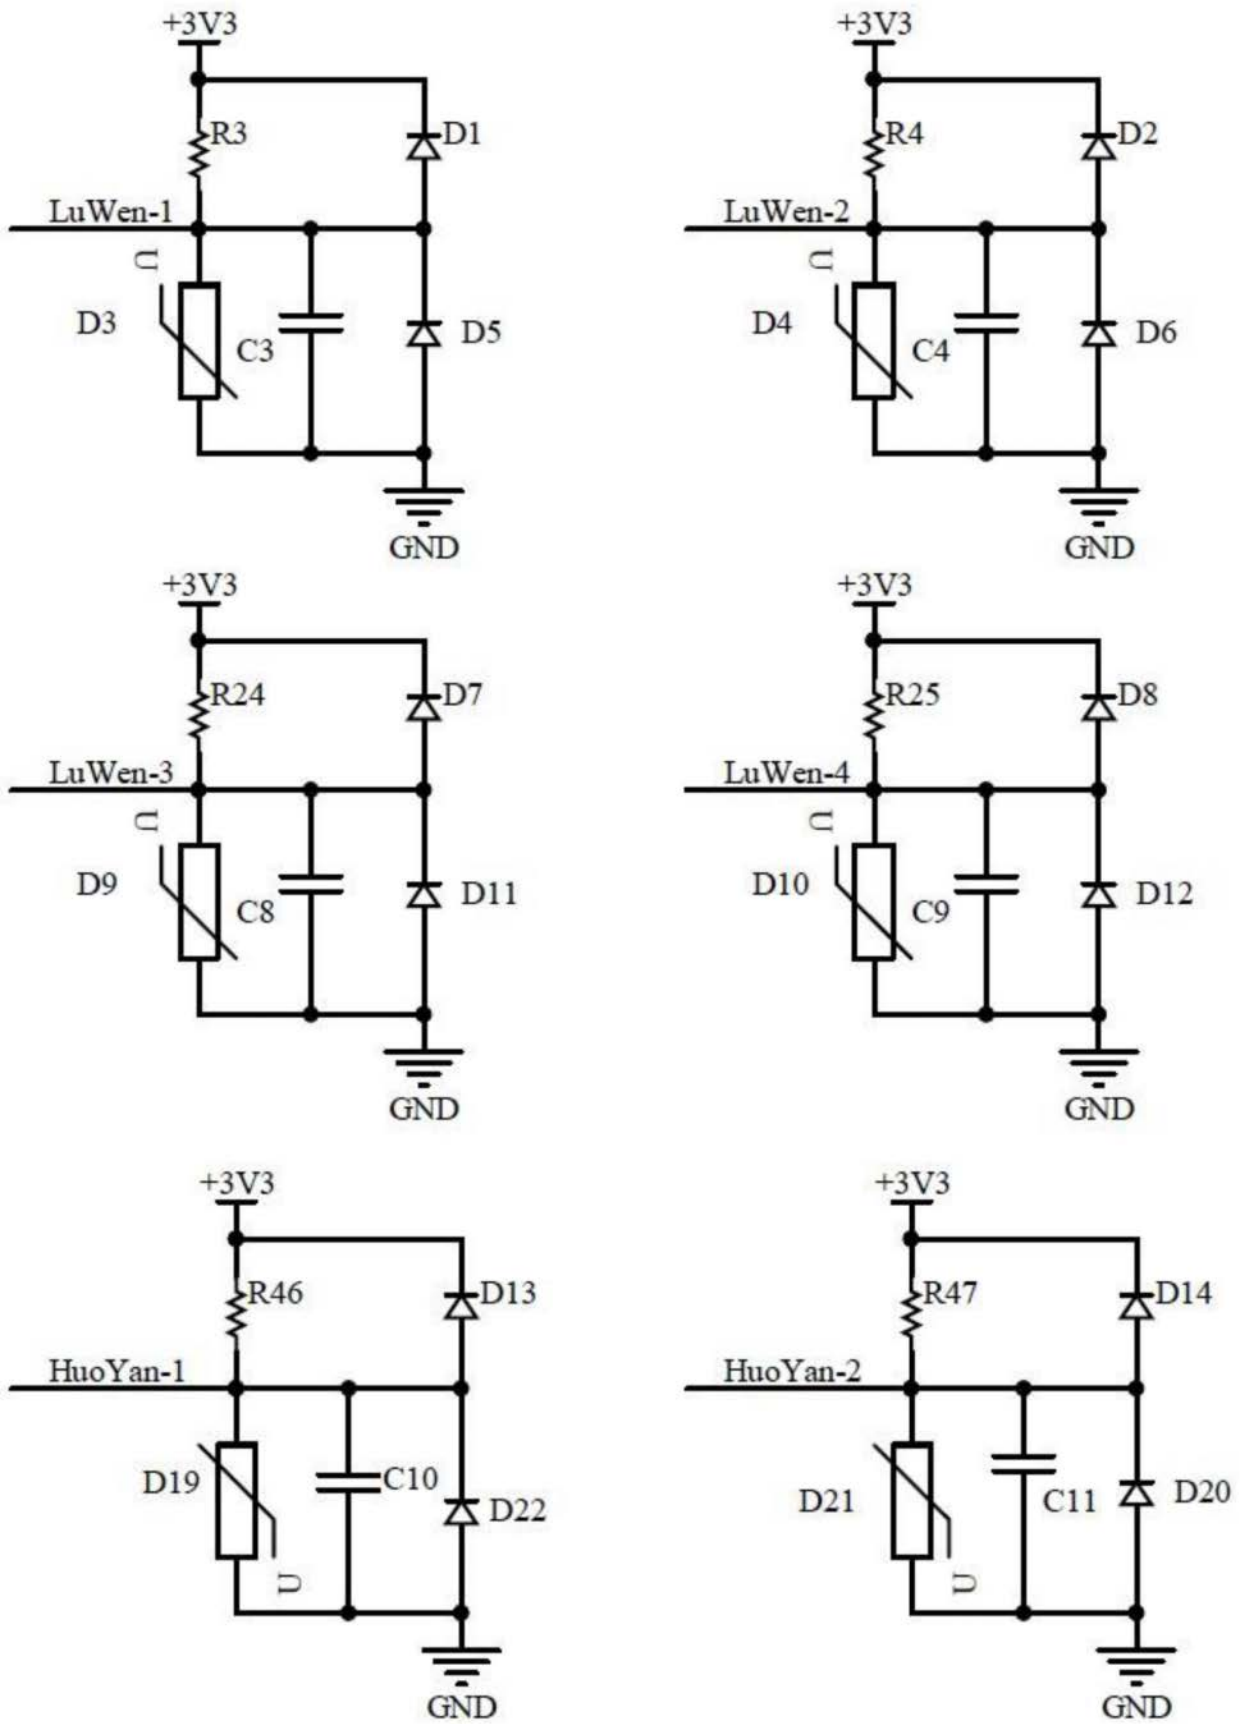 +3V3
R3
D1
LuWen-1
U
D3
C3
D5
GND
+3V3
R4
D2
LuWen-2
U
D4
C4
D6
GND
+3V3
R24
D7
LuWen-3
U
D9
C8
D11
GND
+3V3
R25
D8
LuWen-4
U
D10
C9
D12
GND
+3V3
R46
D13
HuoYan-1
D19
C10
D22
U
GND
+3V3
R47
D14
HuoYan-2
D21
C11
D20
U
GND